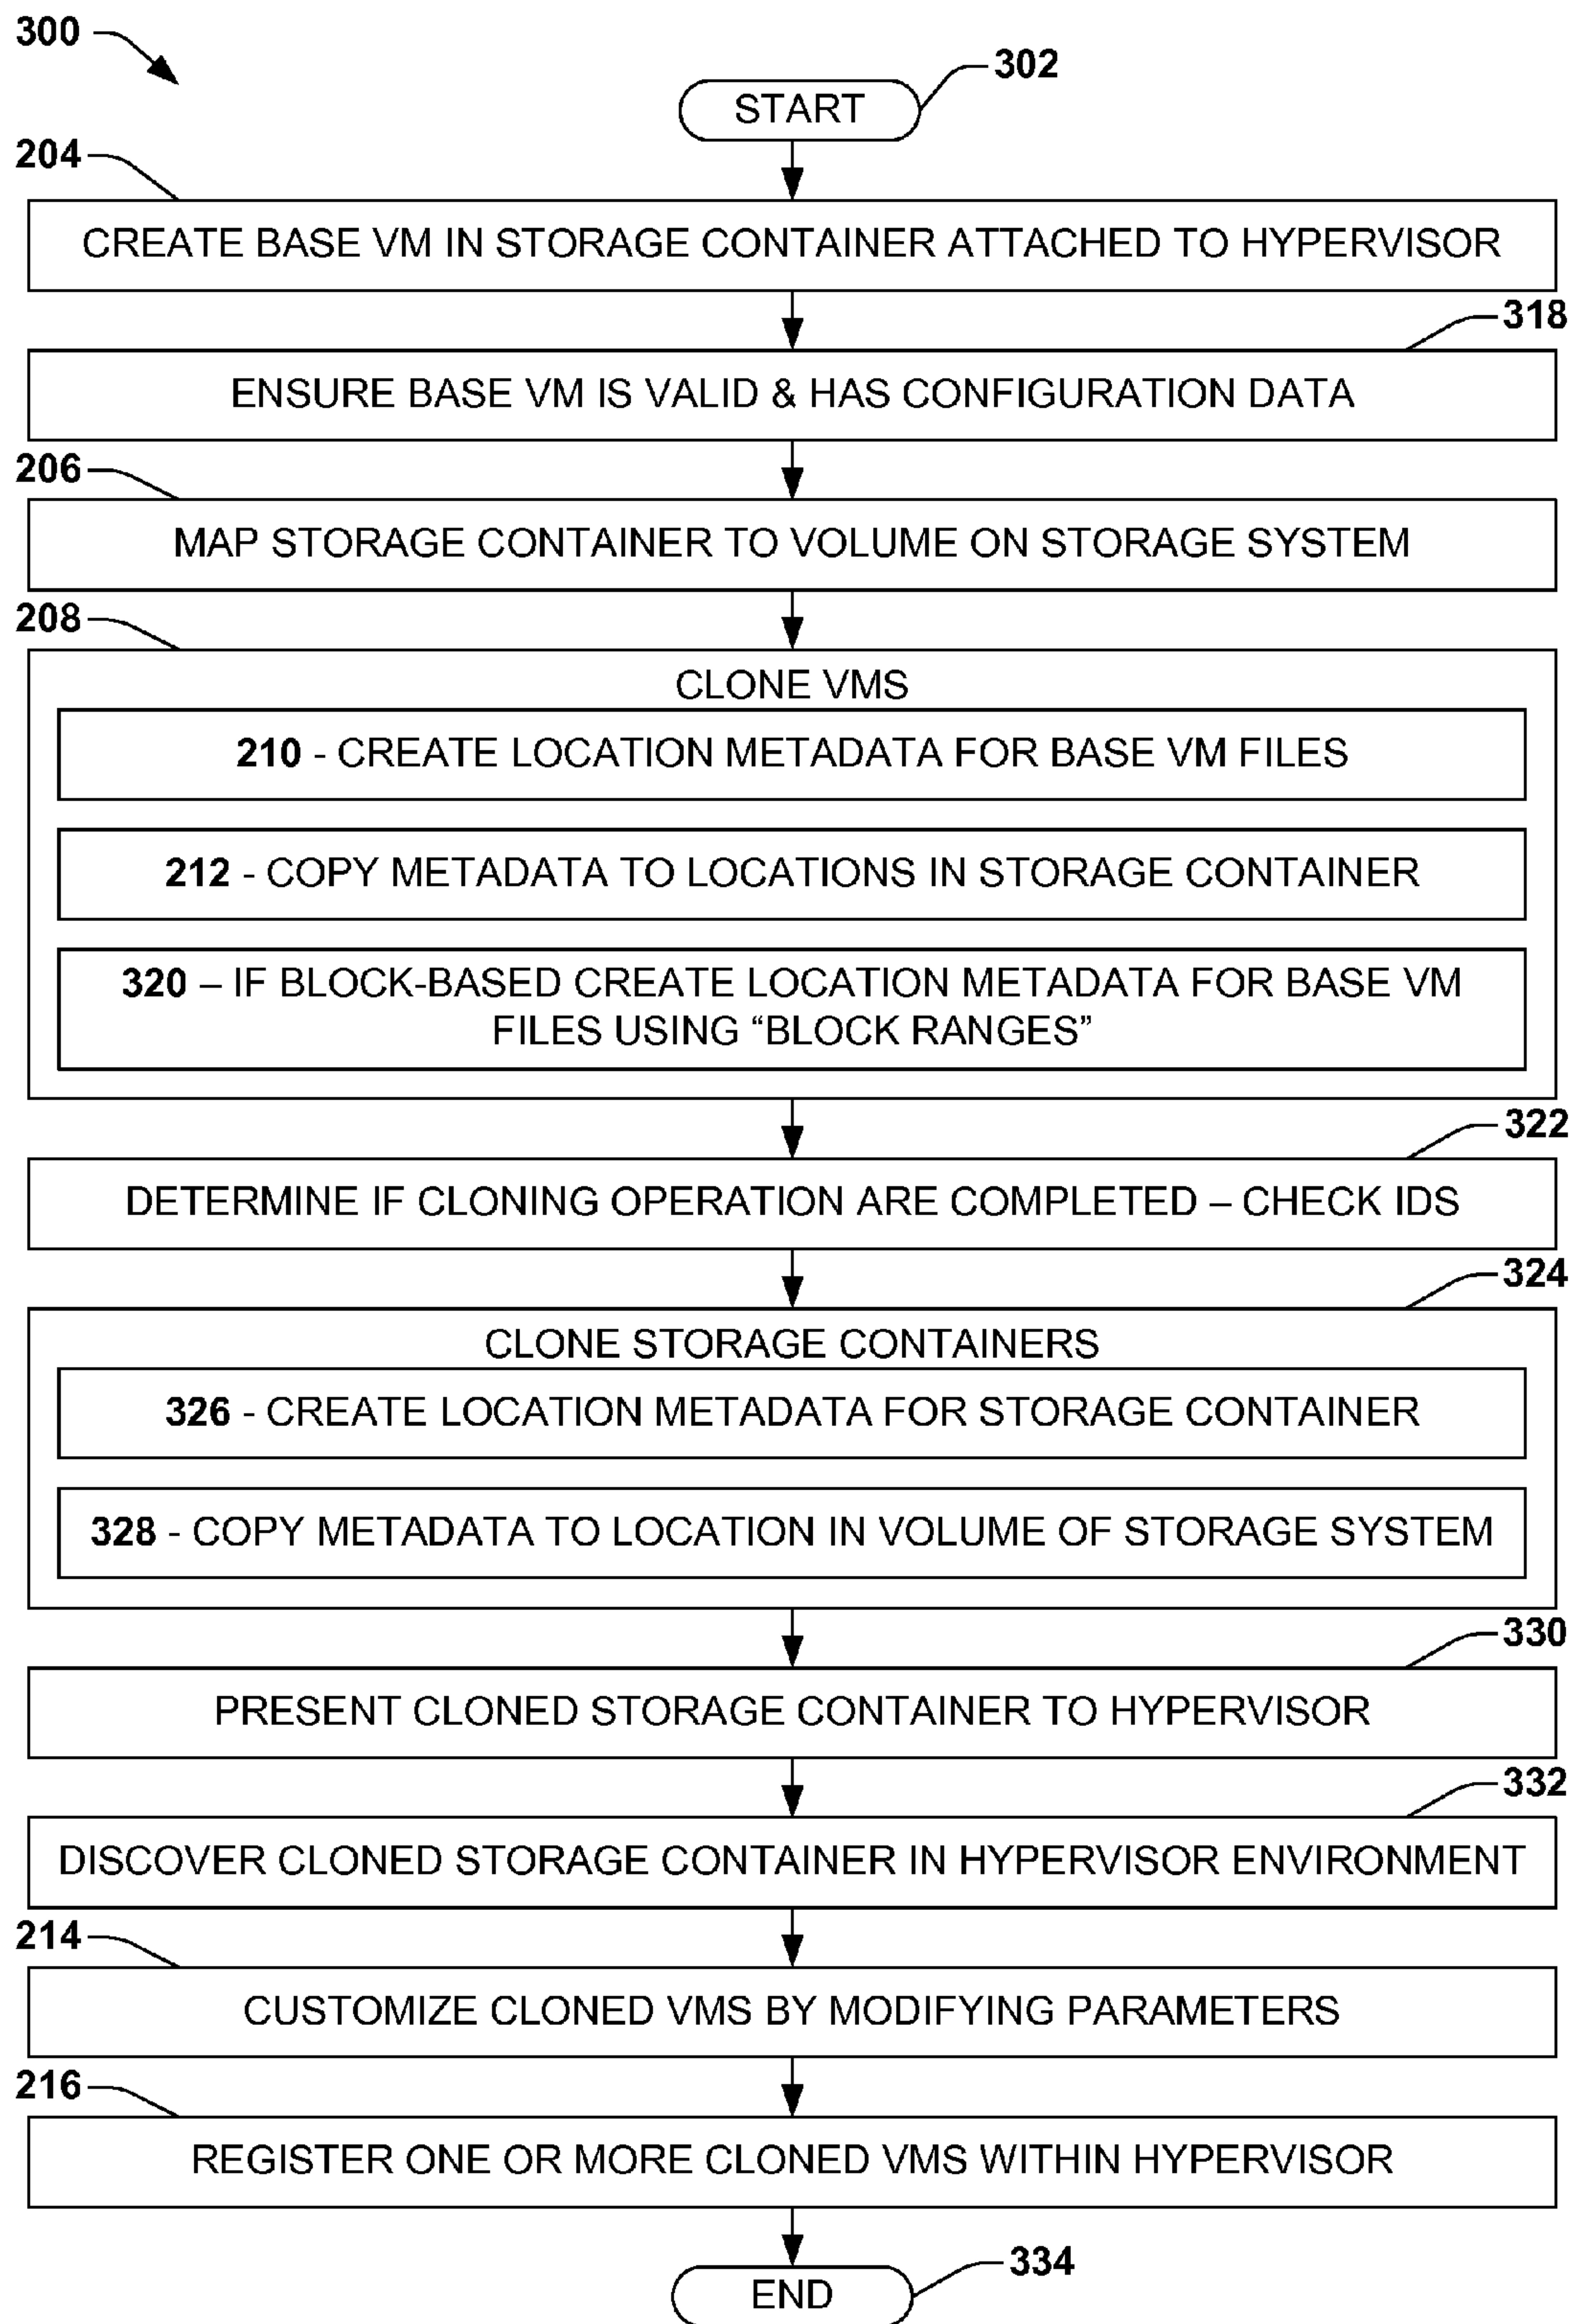 300
302
START
204
CREATE BASE VM IN STORAGE CONTAINER ATTACHED TO HYPERVISOR
318
ENSURE BASE VM IS VALID & HAS CONFIGURATION DATA
206
MAP STORAGE CONTAINER TO VOLUME ON STORAGE SYSTEM
208
CLONE VMS
210 - CREATE LOCATION METADATA FOR BASE VM FILES
212 - COPY METADATA TO LOCATIONS IN STORAGE CONTAINER
320 – IF BLOCK-BASED CREATE LOCATION METADATA FOR BASE VM
FILES USING “BLOCK RANGES”
322
DETERMINE IF CLONING OPERATION ARE COMPLETED – CHECK IDS
324
CLONE STORAGE CONTAINERS
326 - CREATE LOCATION METADATA FOR STORAGE CONTAINER
328 - COPY METADATA TO LOCATION IN VOLUME OF STORAGE SYSTEM
330
PRESENT CLONED STORAGE CONTAINER TO HYPERVISOR
332
DISCOVER CLONED STORAGE CONTAINER IN HYPERVISOR ENVIRONMENT
214
CUSTOMIZE CLONED VMS BY MODIFYING PARAMETERS
216
REGISTER ONE OR MORE CLONED VMS WITHIN HYPERVISOR
334
END